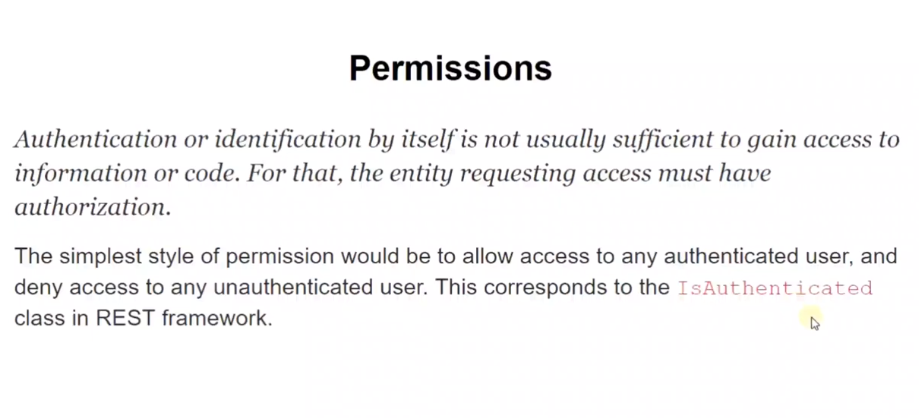 Permissions
Authentication or identification by itself is not usually sufficient to gain access to
information or code. For that, the entity requesting access must have
authorization.
The simplest style of permission would be to allow access to any authenticated user, and
deny access to any unauthenticated user. This corresponds to the IsAuthenticated
class in REST framework.